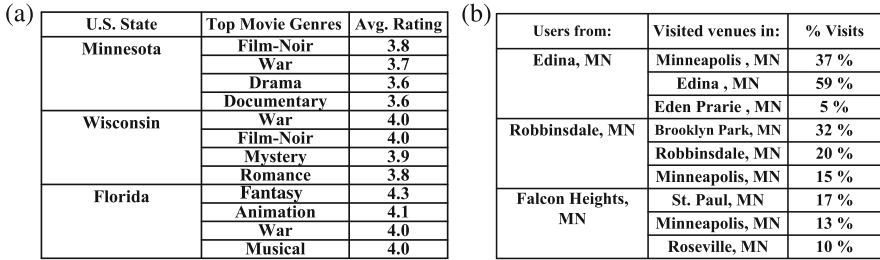 (a)
U.S. State Top Movie Genres Avg. Rating
Minnesota Film-Noir 3.8
War 3.7
Drama 3.6
Documentary 3.6
Wisconsin War 4.0
Film-Noir 4.0
Mystery 3.9
Romance 3.8
Florida Fantasy 4.3
Animation 4.1
War 4.0
Musical 4.0
(b)
Users from: Visited venues in: % Visits
Edina, MN Minneapolis , MN 37 %
Edina , MN 59 %
Eden Prarie , MN 5 %
Robbinsdale, MN Brooklyn Park, MN 32 %
Robbinsdale, MN 20 %
Minneapolis, MN 15 %
Falcon Heights, MN St. Paul, MN 17 %
Minneapolis, MN 13 %
Roseville, MN 10 %